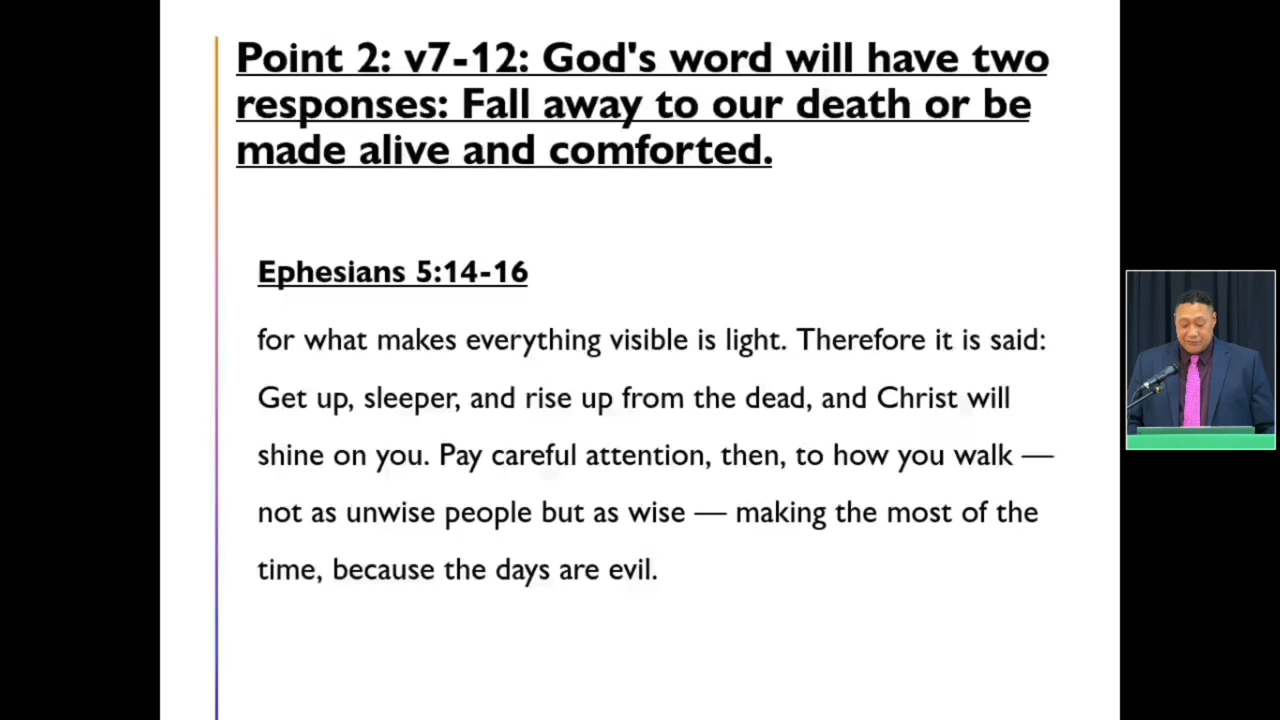 Point 2: v7-12: God's word will have two
responses: Fall away to our death or be
made alive and comforted.
Ephesians 5:14-16
for what makes everything visible is light. Therefore it is said:
Get up, sleeper, and rise up from the dead, and Christ will
shine on you. Pay careful attention, then, to how you walk —
not as unwise people but as wise — making the most of the
time, because the days are evil.